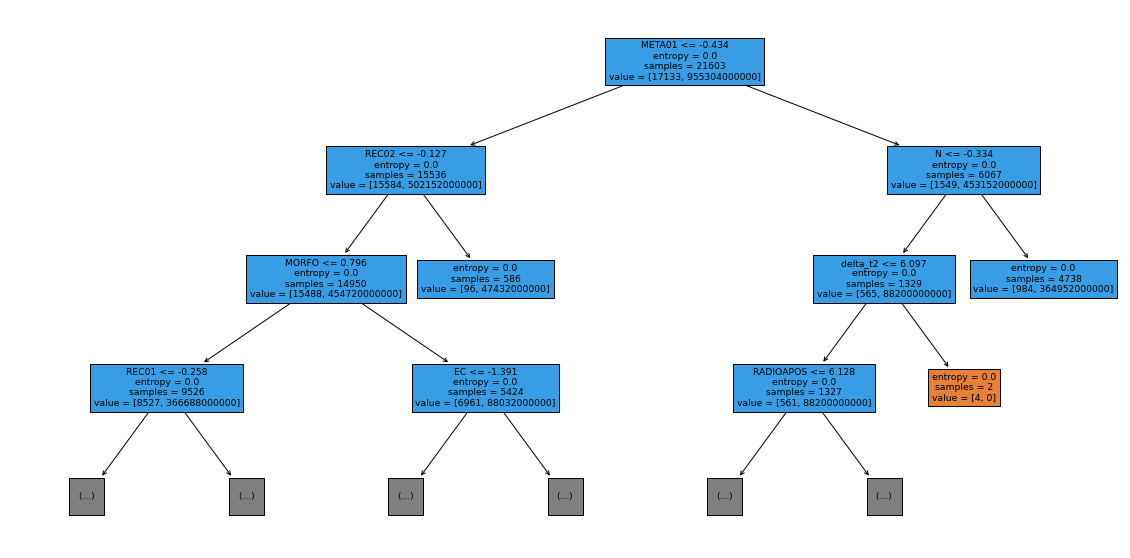 META01 <= -0.434
entropy = 0.0
samples = 21603
value = [17133, 955304000000]
REC02 <= -0.127
entropy = 0.0
samples = 15536
value = [15584, 502152000000]
N <= -0.334
entropy = 0.0
samples = 6067
value = [1549, 453152000000]
MORFO <= 0.796
entropy = 0.0
samples = 14950
value = [15488, 454720000000]
entropy = 0.0
samples = 586
value = [96, 47432000000]
delta_t2 <= 6.097
entropy = 0.0
samples = 1329
value = [565, 88200000000]
entropy = 0.0
samples = 4738
value = [984, 364952000000]
REC01 <= -0.258
entropy = 0.0
samples = 9526
value = [8527, 366688000000]
EC <= -1.391
entropy = 0.0
samples = 5424
value = [6961, 88032000000]
RADIOAPOS <= 6.128
entropy = 0.0
samples = 1327
value = [561, 88200000000]
entropy = 0.0
samples = 2
value = [4, 0]
(...)
(...)
(...)
(...)
(...)
(...)